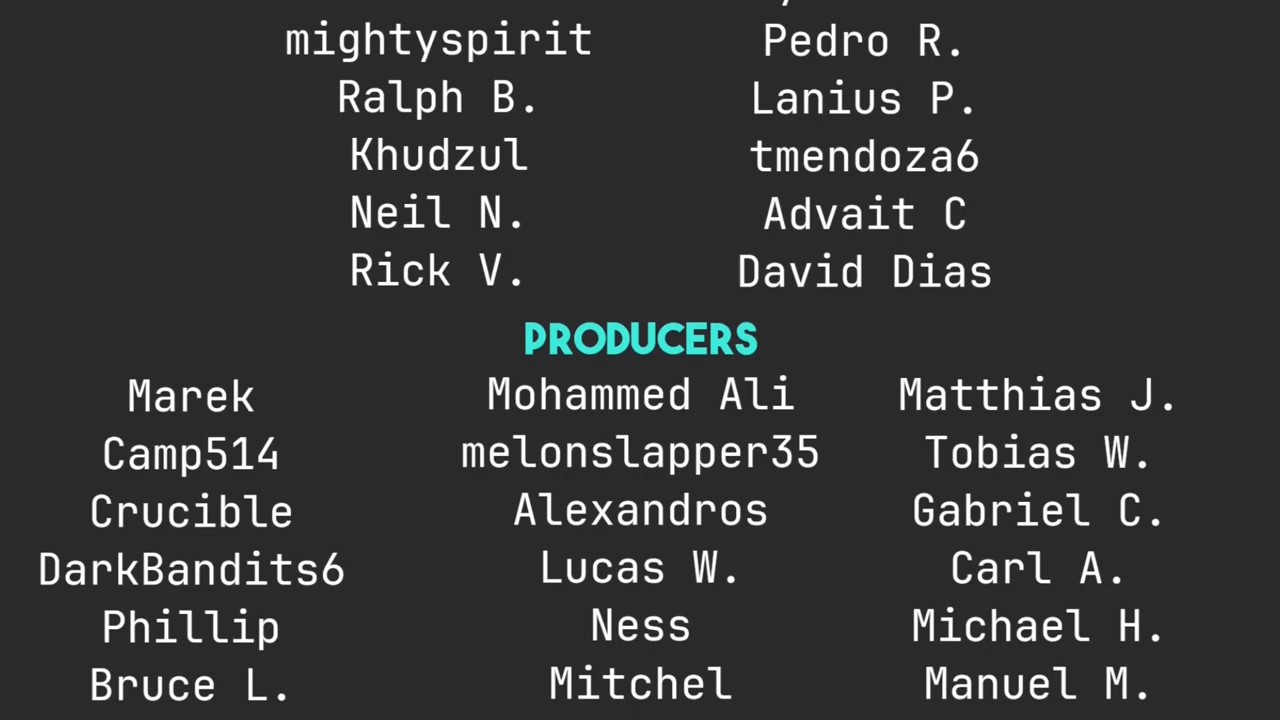 mightyspirit Pedro R.
Ralph B. Lanius P.
Khudzul tmendoza6
Neil N. Advait C
Rick V. David Dias
PRODUCERS
Marek Mohammed Ali Matthias J.
Camp514 melonslapper35 Tobias W.
Crucible Alexandros Gabriel C.
DarkBandits6 Lucas W. Carl A.
Phillip Ness Michael H.
Bruce L. Mitchel Manuel M.